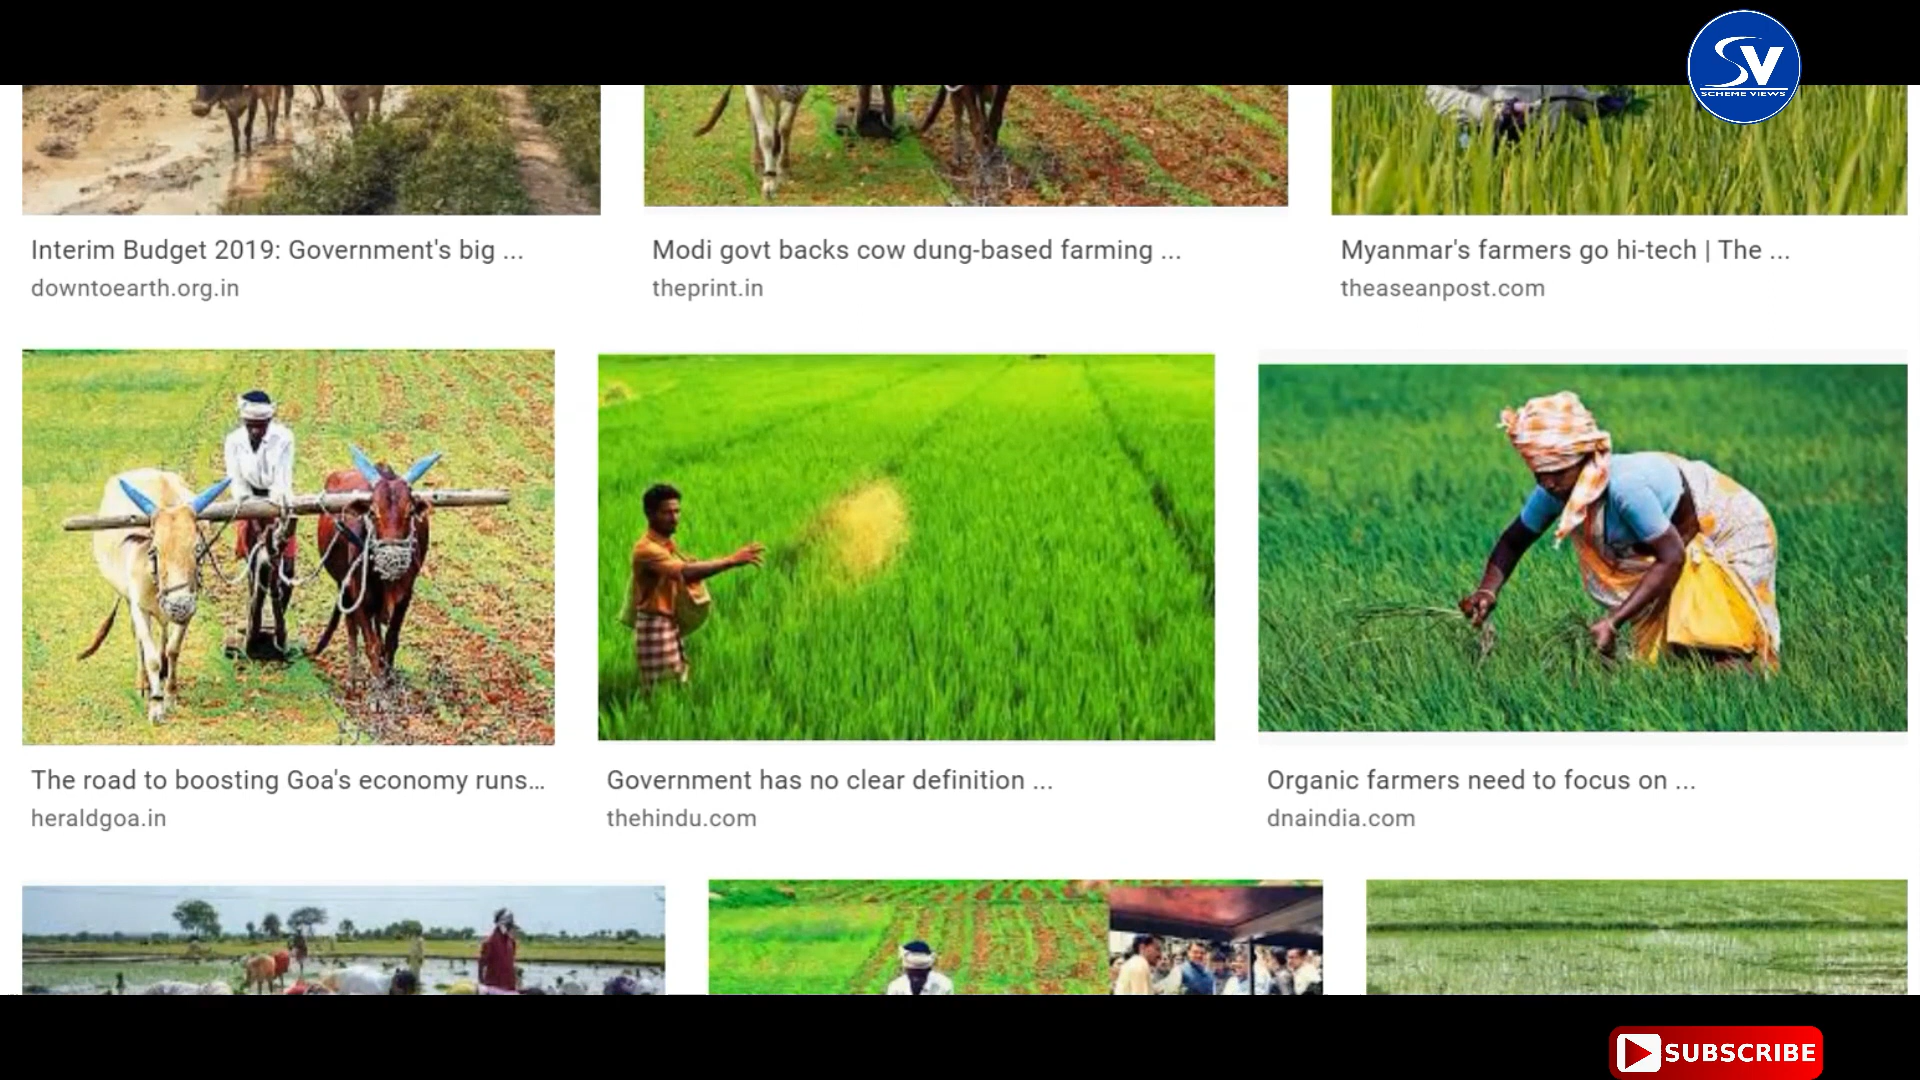 SV
SCHEME VIEWS
Interim Budget 2019: Government's big ...
downtoearth.org.in
Modi govt backs cow dung-based farming ...
theprint.in
Myanmar's farmers go hi-tech | The ...
theaseanpost.com
The road to boosting Goa's economy runs...
heraldgoa.in
Government has no clear definition ...
thehindu.com
Organic farmers need to focus on ...
dnaindia.com
SUBSCRIBE